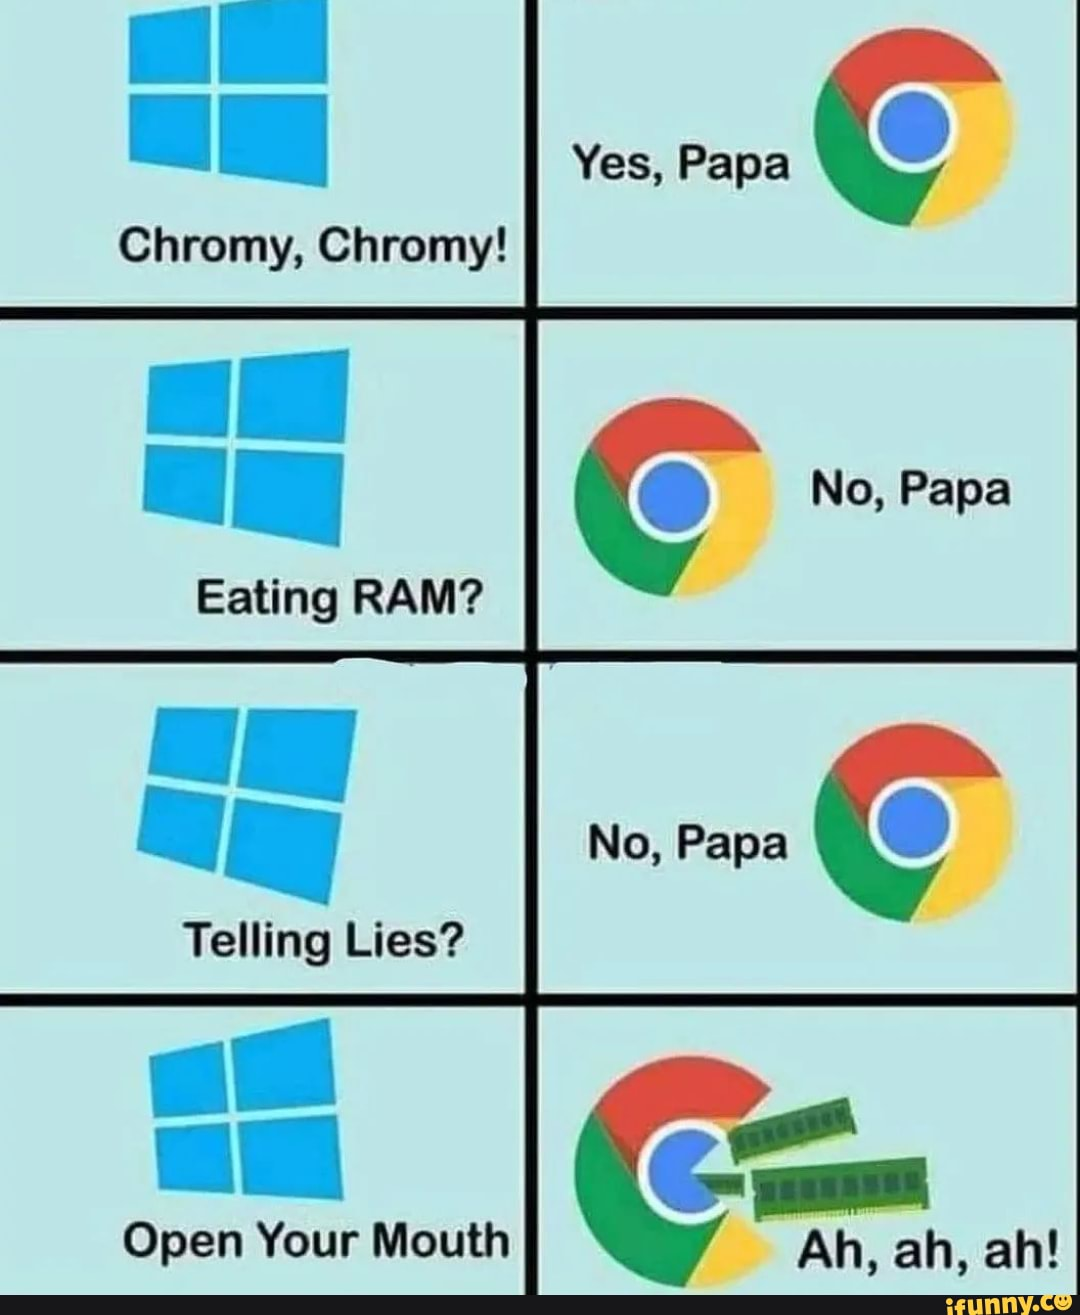 Chromy, Chromy!
Yes, Papa
Eating RAM?
No, Papa
Telling Lies?
No, Papa
Open Your Mouth
Ah, ah, ah!
ifunny.co